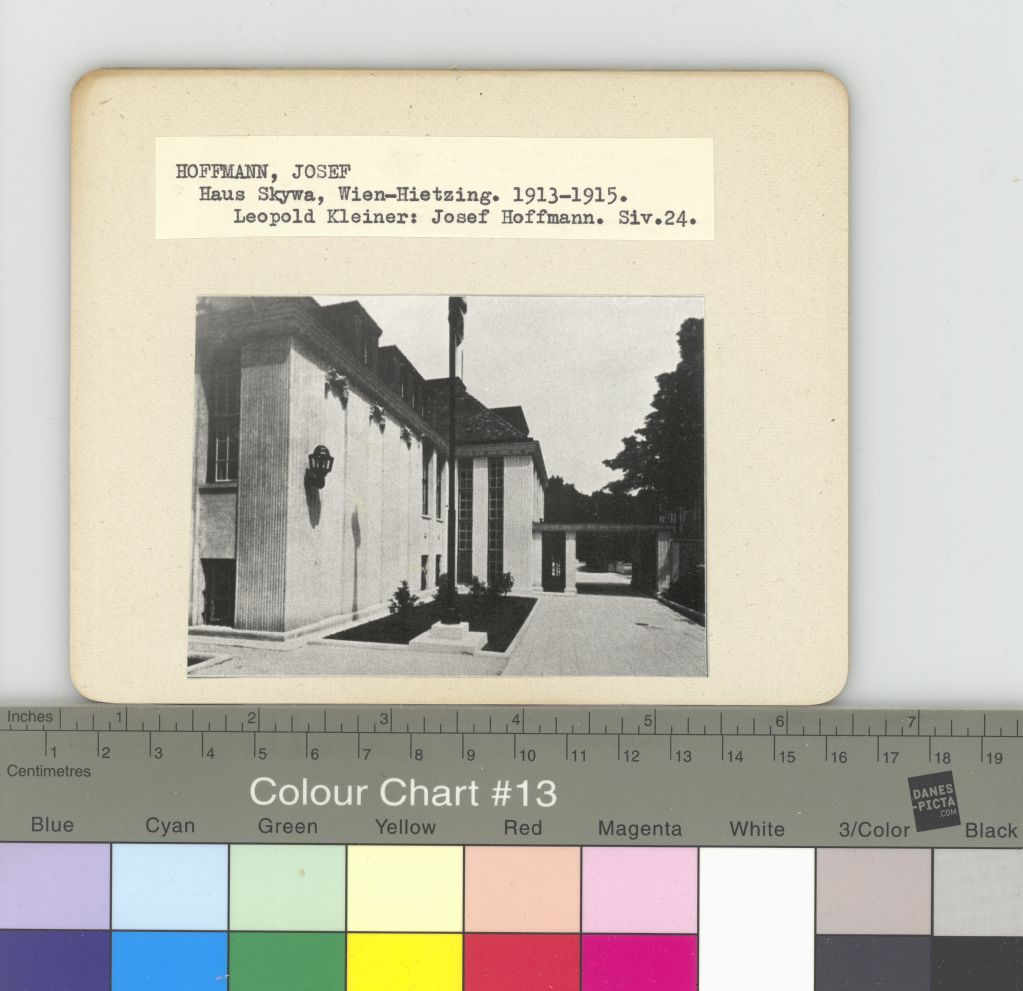 HOFFMANN, JOSEF
Haus Skywa, Wien-Hietzing. 1913-1915.
Leopold Kleiner: Josef Hoffmann. Siv.24.
Inches 1 2 3 4 5 6 7
1 2 3 4 5 6 7 8 9 10 11 12 13 14 15 16 17 18 19
Centimetres
Colour Chart #13
DANES
-PICTA
.COM
Blue Cyan Green Yellow Red Magenta White 3/Color Black